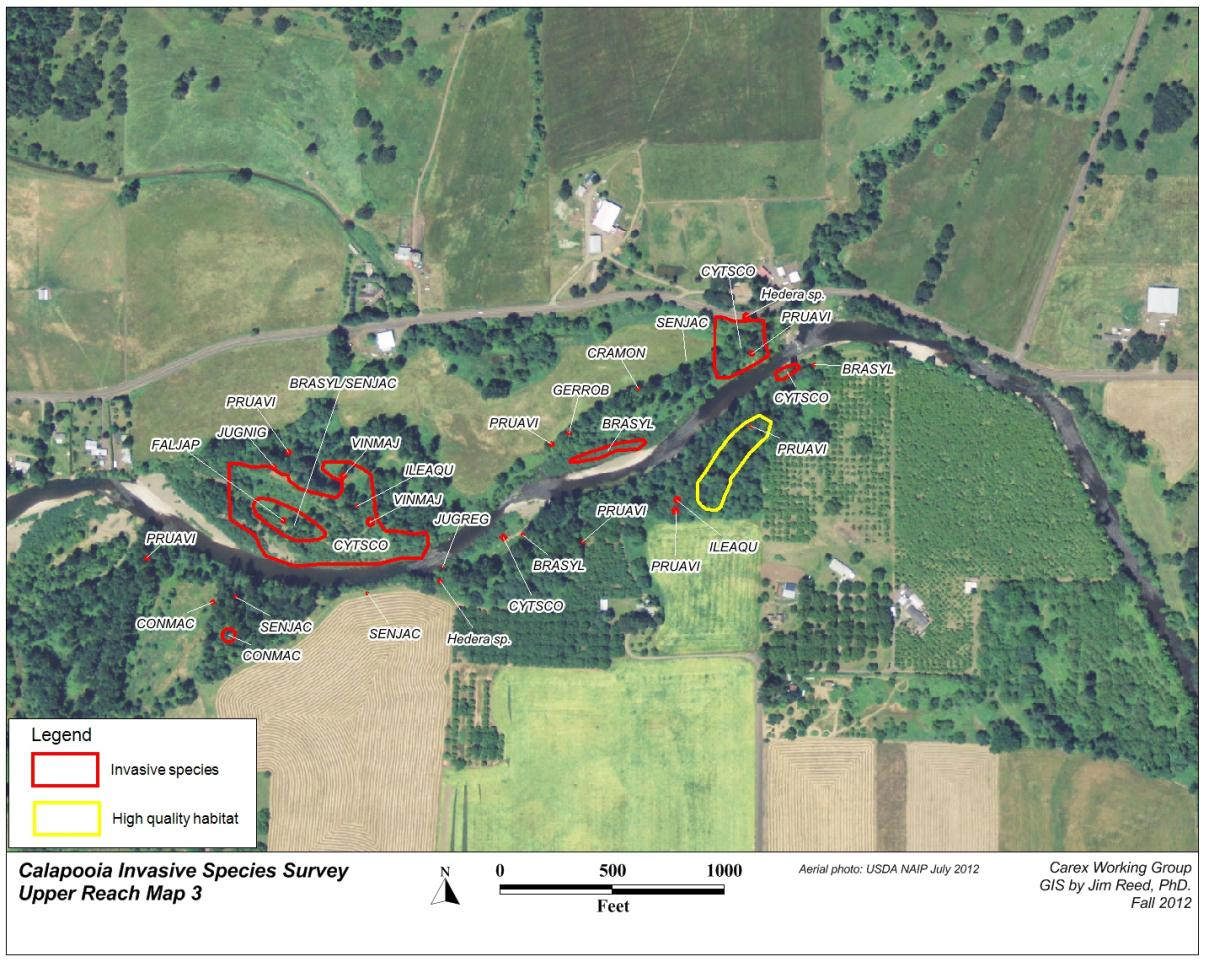 CYTSCO
Hedera sp.
PRUAVI
SENJAC
CRAMON
BRASYL
CYTSCO
BRASYL/SENJAC
GERROB
PRUAVI
PRUAVI
BRASYL
JUGNIG
FALJAP
VINMAJ
PRUAVI
ILEAQU
VINMAJ
JUGREG
PRUAVI
PRUAVI
CYTSCO
ILEAQU
BRASYL
PRUAVI
CYTSCO
CONMAC
SENJAC
SENJAC
Hedera sp.
CONMAC
Legend
Invasive species
High quality habitat
Calapooia Invasive Species Survey
Upper Reach Map 3
N
0 500 1000
Feet
Aerial photo: USDA NAIP July 2012
Carex Working Group
GIS by Jim Reed, PhD.
Fall 2012